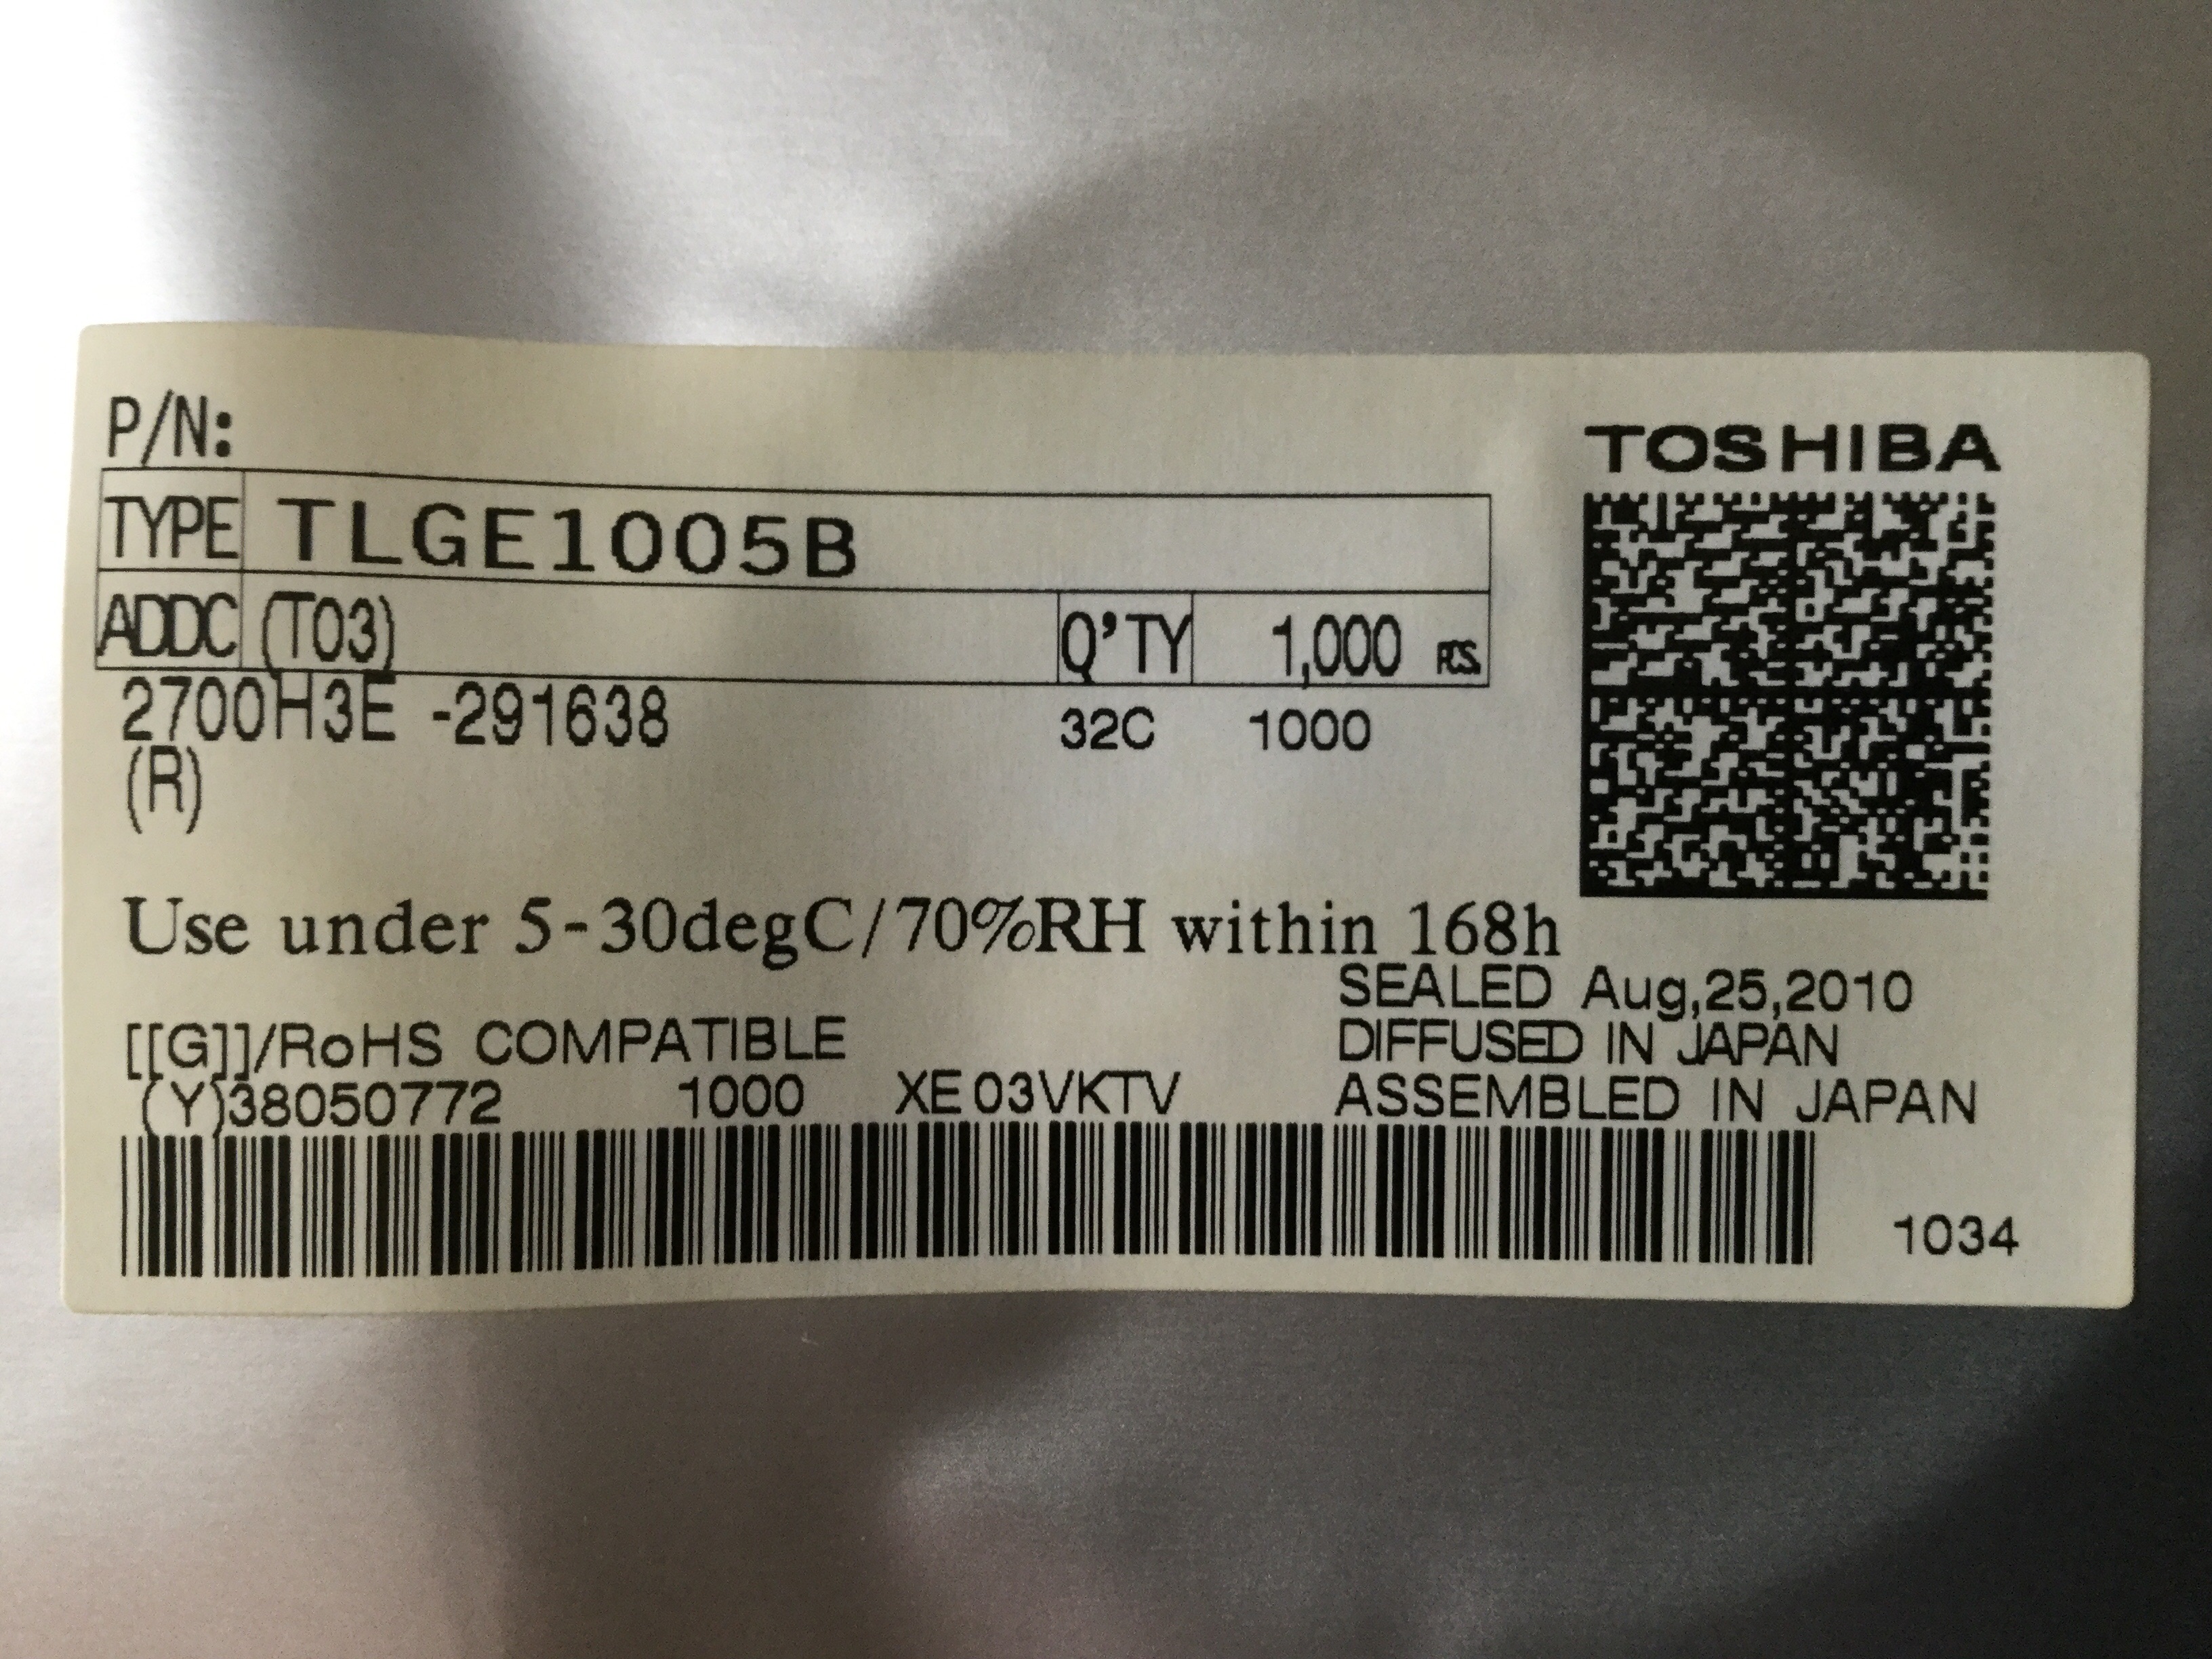 P/N:
TOSHIBA
TYPE TLGE1005B
ADDC (T03) Q'TY 1,000 PCS.
2700H3E -291638 32C 1000
(R)
Use under 5-30degC/70%RH within 168h
SEALED Aug,25,2010
[[G]]/RoHS COMPATIBLE DIFFUSED IN JAPAN
(Y)38050772 1000 XE03VKTV ASSEMBLED IN JAPAN
1034